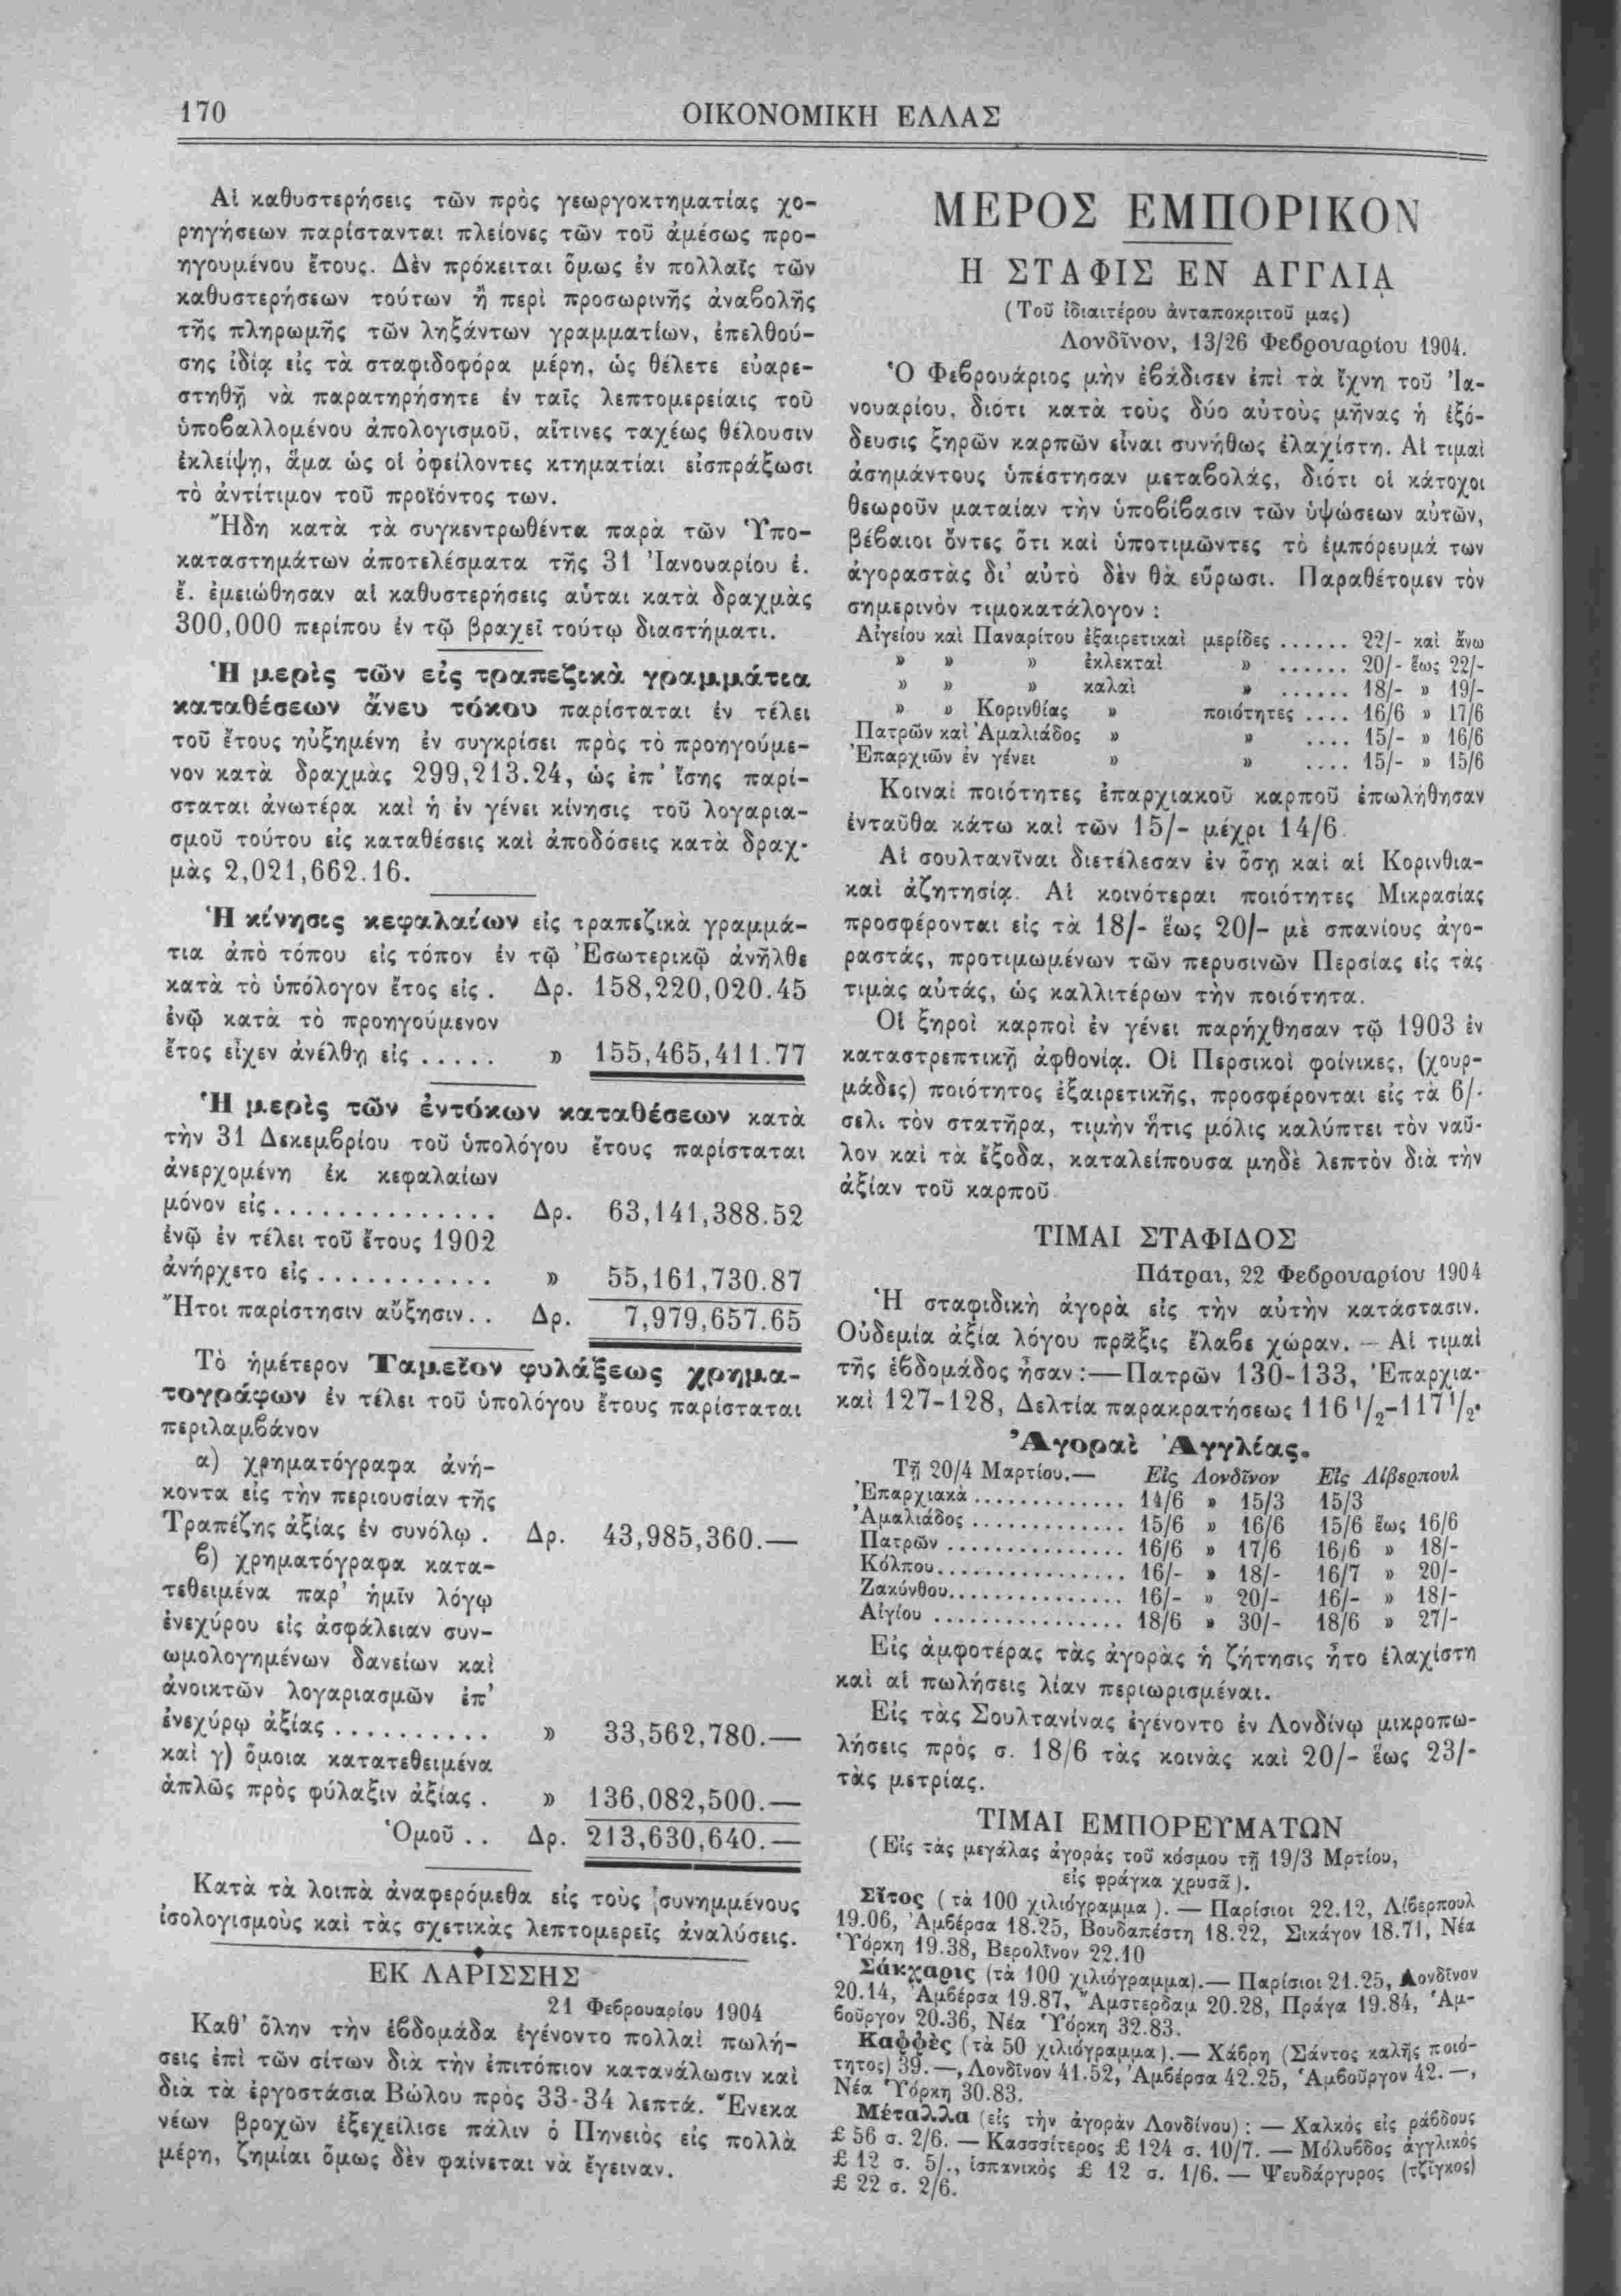 170
ΟΙΚΟΝΟΜΙΚΗ ΕΛΛΑΣ
Αἱ καθυστερήσεις τῶν πρὸς γεωργοκτηματίας χο-
ρηγήσεων παρίστανται πλείονες τῶν τοῦ ἀμέσως προ-
ηγουμένου ἔτους. Δὲν πρόκειται ὅμως ἐν πολλαῖς τῶν
καθυστερήσεων τούτων ἢ περὶ προσωρινῆς ἀναβολῆς
τῆς πληρωμῆς τῶν ληξάντων γραμματίων, ἐπελθού-
σης ἰδίᾳ εἰς τὰ σταφιδοφόρα μέρη, ὡς θέλετε εὐαρε-
στηθῆ νὰ παρατηρήσητε ἐν ταῖς λεπτομερείαις τοῦ
ὑποβαλλομένου ἀπολογισμοῦ, αἵτινες ταχέως θέλουσιν
ἐκλείψῃ, ἅμα ὡς οἱ ὀφείλοντες κτηματίαι εἰσπράξωσι
τὸ ἀντίτιμον τοῦ προϊόντος των.
Ἤδη κατὰ τὰ συγκεντρωθέντα παρὰ τῶν Ὑπο-
καταστημάτων ἀποτελέσματα τῆς 31 Ἰανουαρίου ἐ.
ἔ. ἐμειώθησαν αἱ καθυστερήσεις αὗται κατὰ δραχμὰς
300,000 περίπου ἐν τῷ βραχεῖ τούτῳ διαστήματι.
Ἡ μερὶς τῶν εἰς τραπεζικὰ γραμμάτια
καταθέσεων ἄνευ τόκου παρίσταται ἐν τέλει
τοῦ ἔτους ηὐξημένη ἐν συγκρίσει πρὸς τὸ προηγούμε-
νον κατὰ δραχμὰς 299,213.24, ὡς ἐπ' ἴσης παρί-
σταται ἀνωτέρα καὶ ἡ ἐν γένει κίνησις τοῦ λογαρια-
σμοῦ τούτου εἰς καταθέσεις καὶ ἀποδόσεις κατὰ δραχ-
μὰς 2,021,662.16.
Ἡ κίνησις κεφαλαίων εἰς τραπεζικὰ γραμμά-
τια ἀπὸ τόπου εἰς τόπον ἐν τῷ Ἐσωτερικῷ ἀνῆλθε
κατὰ τὸ ὑπόλογον ἔτος εἰς . Δρ. 158,220,020.45
ἐνῷ κατὰ τὸ προηγούμενον
ἔτος εἶχεν ἀνέλθῃ εἰς ..... » 155,465,411.77
Ἡ μερὶς τῶν ἐντόκων καταθέσεων κατὰ
τὴν 31 Δεκεμβρίου τοῦ ὑπολόγου ἔτους παρίσταται
ἀνερχομένη ἐκ κεφαλαίων
μόνον εἰς .............. Δρ. 63,141,388.52
ἐνῷ ἐν τέλει τοῦ ἔτους 1902
ἀνήρχετο εἰς ........... » 55,161,730.87
Ἤτοι παρίστησιν αὔξησιν.. Δρ. 7,979,657.65
Τὸ ἡμέτερον Ταμεῖον φυλάξεως χρημα-
τογράφων ἐν τέλει τοῦ ὑπολόγου ἔτους παρίσταται
περιλαμβάνον
α) χρηματόγραφα ἀνή-
κοντα εἰς τὴν περιουσίαν τῆς
Τραπέζης ἀξίας ἐν συνόλῳ . Δρ. 43,985,360.—
β) χρηματόγραφα κατα-
τεθειμένα παρ' ἡμῖν λόγῳ
ἐνεχύρου εἰς ἀσφάλειαν συν-
ωμολογημένων δανείων καὶ
ἀνοικτῶν λογαριασμῶν ἐπ'
ἐνεχύρῳ ἀξίας .......... » 33,562,780.—
καὶ γ) ὅμοια κατατεθειμένα
ἁπλῶς πρὸς φύλαξιν ἀξίας . » 136,082,500.—
Ὁμοῦ .. Δρ. 213,630,640.—
Κατὰ τὰ λοιπὰ ἀναφερόμεθα εἰς τοὺς συνημμένους
ἰσολογισμοὺς καὶ τὰς σχετικὰς λεπτομερεῖς ἀναλύσεις.
ΕΚ ΛΑΡΙΣΣΗΣ
21 Φεβρουαρίου 1904
Καθ' ὅλην τὴν ἑβδομάδα ἐγένοντο πολλαὶ πωλή-
σεις ἐπὶ τῶν σίτων διὰ τὴν ἐπιτόπιον κατανάλωσιν καὶ
διὰ τὰ ἐργοστάσια Βώλου πρὸς 33-34 λεπτά. Ἕνεκα
νέων βροχῶν ἐξεχείλισε πάλιν ὁ Πηνειὸς εἰς πολλὰ
μέρη, ζημίαι ὅμως δὲν φαίνεται νὰ ἔγειναν.
ΜΕΡΟΣ ΕΜΠΟΡΙΚΟΝ
Η ΣΤΑΦΙΣ ΕΝ ΑΓΓΛΙᾼ
(Τοῦ ἰδιαιτέρου ἀνταποκριτοῦ μας)
Λονδῖνον, 13/26 Φεβρουαρίου 1904.
Ὁ Φεβρουάριος μὴν ἐβάδισεν ἐπὶ τὰ ἴχνη τοῦ Ἰα-
νουαρίου, διότι κατὰ τοὺς δύο αὐτοὺς μῆνας ἡ ἐξό-
δευσις ξηρῶν καρπῶν εἶναι συνήθως ἐλαχίστη. Αἱ τιμαὶ
ἀσημάντους ὑπέστησαν μεταβολάς, διότι οἱ κάτοχοι
θεωροῦν ματαίαν τὴν ὑποβίβασιν τῶν ὑψώσεων αὐτῶν,
βέβαιοι ὄντες ὅτι καὶ ὑποτιμῶντες τὸ ἐμπόρευμά των
ἀγοραστὰς δι' αὐτὸ δὲν θὰ εὕρωσι. Παραθέτομεν τὸν
σημερινὸν τιμοκατάλογον :
Αἰγείου καὶ Παναρίτου ἐξαιρετικαὶ μερίδες ...... 22/- καὶ ἄνω
» » » ἐκλεκταὶ » ...... 20/- ἕως 22/-
» » » καλαὶ » ...... 18/- » 19/-
» » Κορινθίας » ποιότητες .... 16/6 » 17/6
Πατρῶν καὶ Ἀμαλιάδος » » .... 15/- » 16/6
Ἐπαρχιῶν ἐν γένει » » .... 15/- » 15/6
Κοιναὶ ποιότητες ἐπαρχιακοῦ καρποῦ ἐπωλήθησαν
ἐνταῦθα κάτω καὶ τῶν 15/- μέχρι 14/6.
Αἱ σουλτανῖναι διετέλεσαν ἐν ὅσῃ καὶ αἱ Κορινθια-
καὶ ἀζητησίᾳ. Αἱ κοινότεραι ποιότητες Μικρασίας
προσφέρονται εἰς τὰ 18/- ἕως 20/- μὲ σπανίους ἀγο-
ραστάς, προτιμωμένων τῶν περυσινῶν Περσίας εἰς τὰς
τιμὰς αὐτάς, ὡς καλλιτέρων τὴν ποιότητα.
Οἱ ξηροὶ καρποὶ ἐν γένει παρήχθησαν τῷ 1903 ἐν
καταστρεπτικῇ ἀφθονίᾳ. Οἱ Περσικοὶ φοίνικες, (χουρ-
μάδες) ποιότητος ἐξαιρετικῆς, προσφέρονται εἰς τὰ 6/-
σελ. τὸν στατῆρα, τιμὴν ἥτις μόλις καλύπτει τὸν ναῦ-
λον καὶ τὰ ἔξοδα, καταλείπουσα μηδὲ λεπτὸν διὰ τὴν
ἀξίαν τοῦ καρποῦ.
ΤΙΜΑΙ ΣΤΑΦΙΔΟΣ
Πάτραι, 22 Φεβρουαρίου 1904
Ἡ σταφιδικὴ ἀγορὰ εἰς τὴν αὐτὴν κατάστασιν.
Οὐδεμία ἀξία λόγου πρᾶξις ἔλαβε χώραν. — Αἱ τιμαὶ
τῆς ἑβδομάδος ἦσαν :—Πατρῶν 130-133, Ἐπαρχια-
καὶ 127-128, Δελτία παρακρατήσεως 116 1/2-117 1/2.
Ἀγοραὶ Ἀγγλίας.
Τῇ 20/4 Μαρτίου.— Εἰς Λονδῖνον Εἰς Λίβερπουλ
Ἐπαρχιακὰ .............. 14/6 » 15/3 15/3
Ἀμαλιάδος .............. 15/6 » 16/6 15/6 ἕως 16/6
Πατρῶν ................ 16/6 » 17/6 16/6 » 18/-
Κόλπου ................ 16/- » 18/- 16/7 » 20/-
Ζακύνθου .............. 16/- » 20/- 16/- » 18/-
Αἰγίου ................ 18/6 » 30/- 18/6 » 27/-
Εἰς ἀμφοτέρας τὰς ἀγορὰς ἡ ζήτησις ἦτο ἐλαχίστη
καὶ αἱ πωλήσεις λίαν περιωρισμέναι.
Εἰς τὰς Σουλτανίνας ἐγένοντο ἐν Λονδίνῳ μικροπω-
λήσεις πρὸς σ. 18/6 τὰς κοινὰς καὶ 20/- ἕως 23/-
τὰς μετρίας.
ΤΙΜΑΙ ΕΜΠΟΡΕΥΜΑΤΩΝ
(Εἰς τὰς μεγάλας ἀγορὰς τοῦ κόσμου τῇ 19/3 Μρτίου,
εἰς φράγκα χρυσᾶ).
Σῖτος (τὰ 100 χιλιόγραμμα). — Παρίσιοι 22.12, Λίβερπουλ
19.06, Ἀμβέρσα 18.25, Βουδαπέστη 18.22, Σικάγον 18.71, Νέα
Ὑόρκη 19.38, Βερολῖνον 22.10
Σάκχαρις (τὰ 100 χιλιόγραμμα).— Παρίσιοι 21.25, Λονδῖνον
20.14, Ἀμβέρσα 19.87, Ἄμστερδαμ 20.28, Πράγα 19.84, Ἁμ-
βοῦργον 20.36, Νέα Ὑόρκη 32.83.
Καφφὲς (τὰ 50 χιλιόγραμμα).— Χάβρη (Σάντος καλῆς ποιό-
τητος) 39.—, Λονδῖνον 41.52, Ἀμβέρσα 42.25, Ἁμβοῦργον 42.—,
Νέα Ὑόρκη 30.83.
Μέταλλα (εἰς τὴν ἀγορὰν Λονδίνου) : — Χαλκὸς εἰς ράβδους
£ 56 σ. 2/6. — Κασσσίτερος £ 124 σ. 10/7. — Μόλυβδος ἀγγλικὸς
£ 12 σ. 5/., ἱσπανικὸς £ 12 σ. 1/6. — Ψευδάργυρος (τζῖγκος)
£ 22 σ. 2/6.